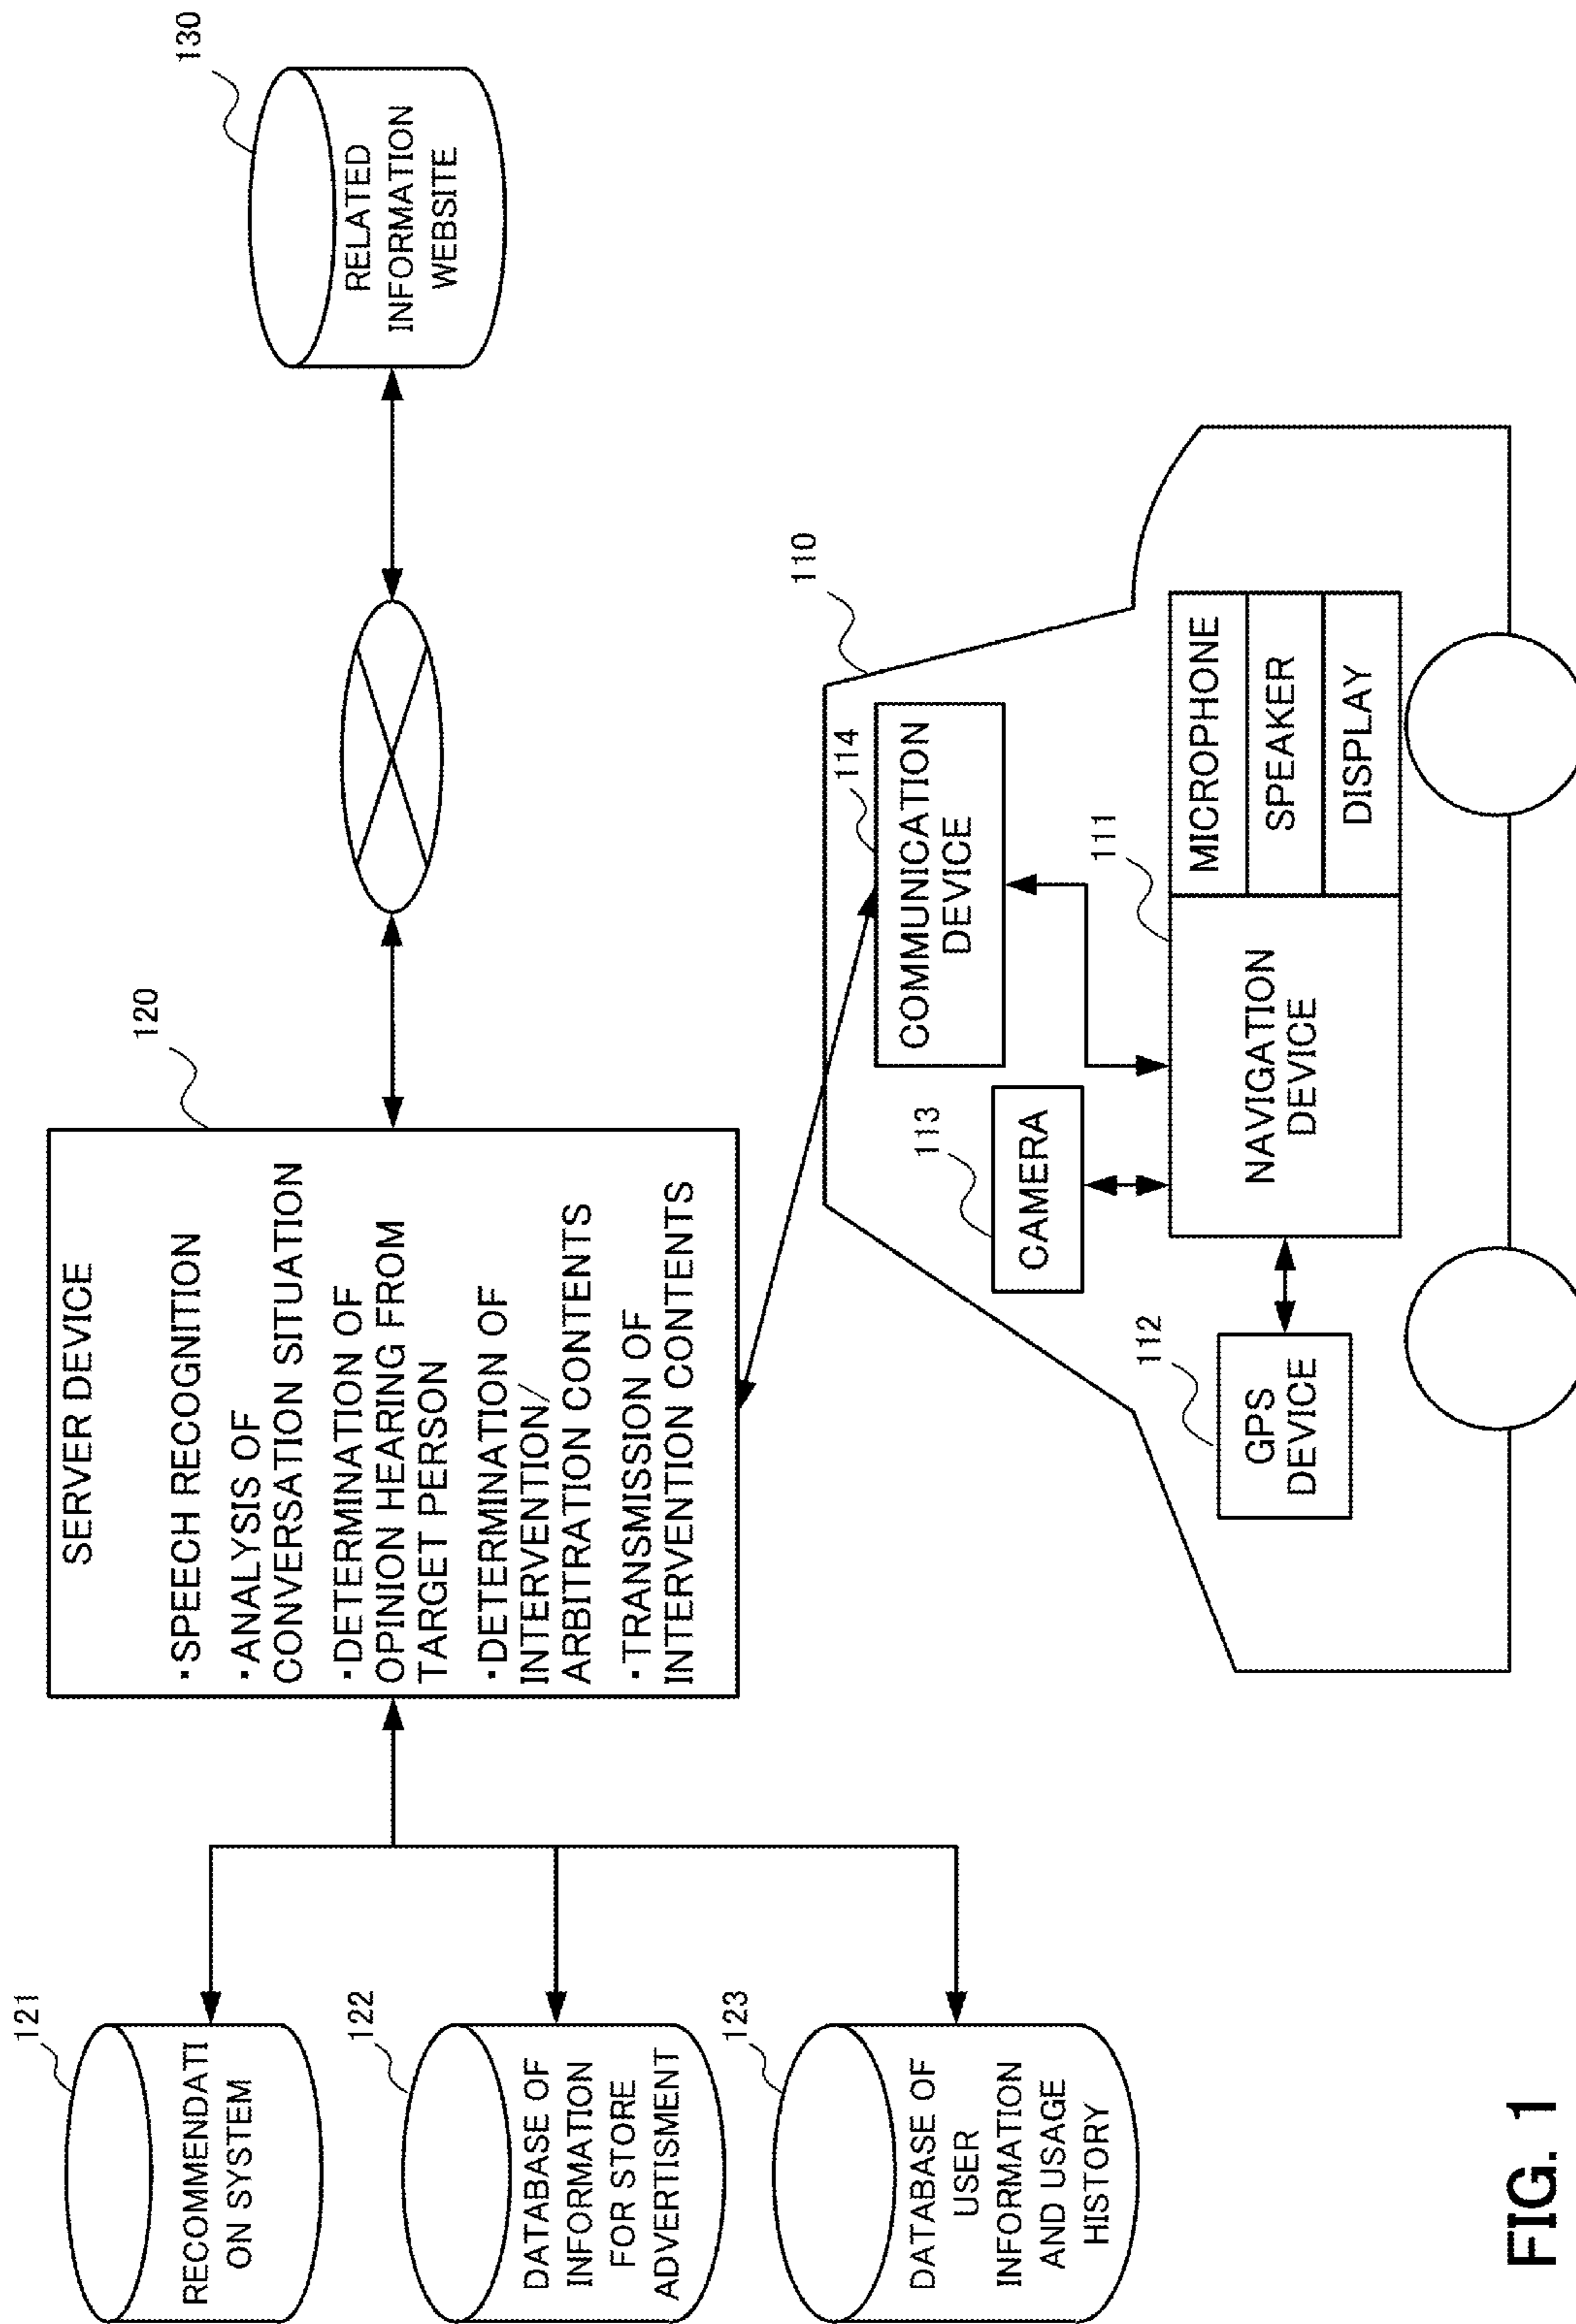 121
RECOMMENDATI
ON SYSTEM
122
DATABASE OF
INFORMATION
FOR STORE
ADVERTISMENT
123
DATABASE OF
USER
INFORMATION
AND USAGE
HISTORY
120
SERVER DEVICE
・SPEECH RECOGNITION
・ANALYSIS OF
CONVERSATION SITUATION
・DETERMINATION OF
OPINION HEARING FROM
TARGET PERSON
・DETERMINATION OF
INTERVENTION/
ARBITRATION CONTENTS
・TRANSMISSION OF
INTERVENTION CONTENTS
130
RELATED
INFORMATION
WEBSITE
110
114
COMMUNICATION
DEVICE
113
CAMERA
112
GPS
DEVICE
111
NAVIGATION
DEVICE
MICROPHONE
SPEAKER
DISPLAY
FIG. 1